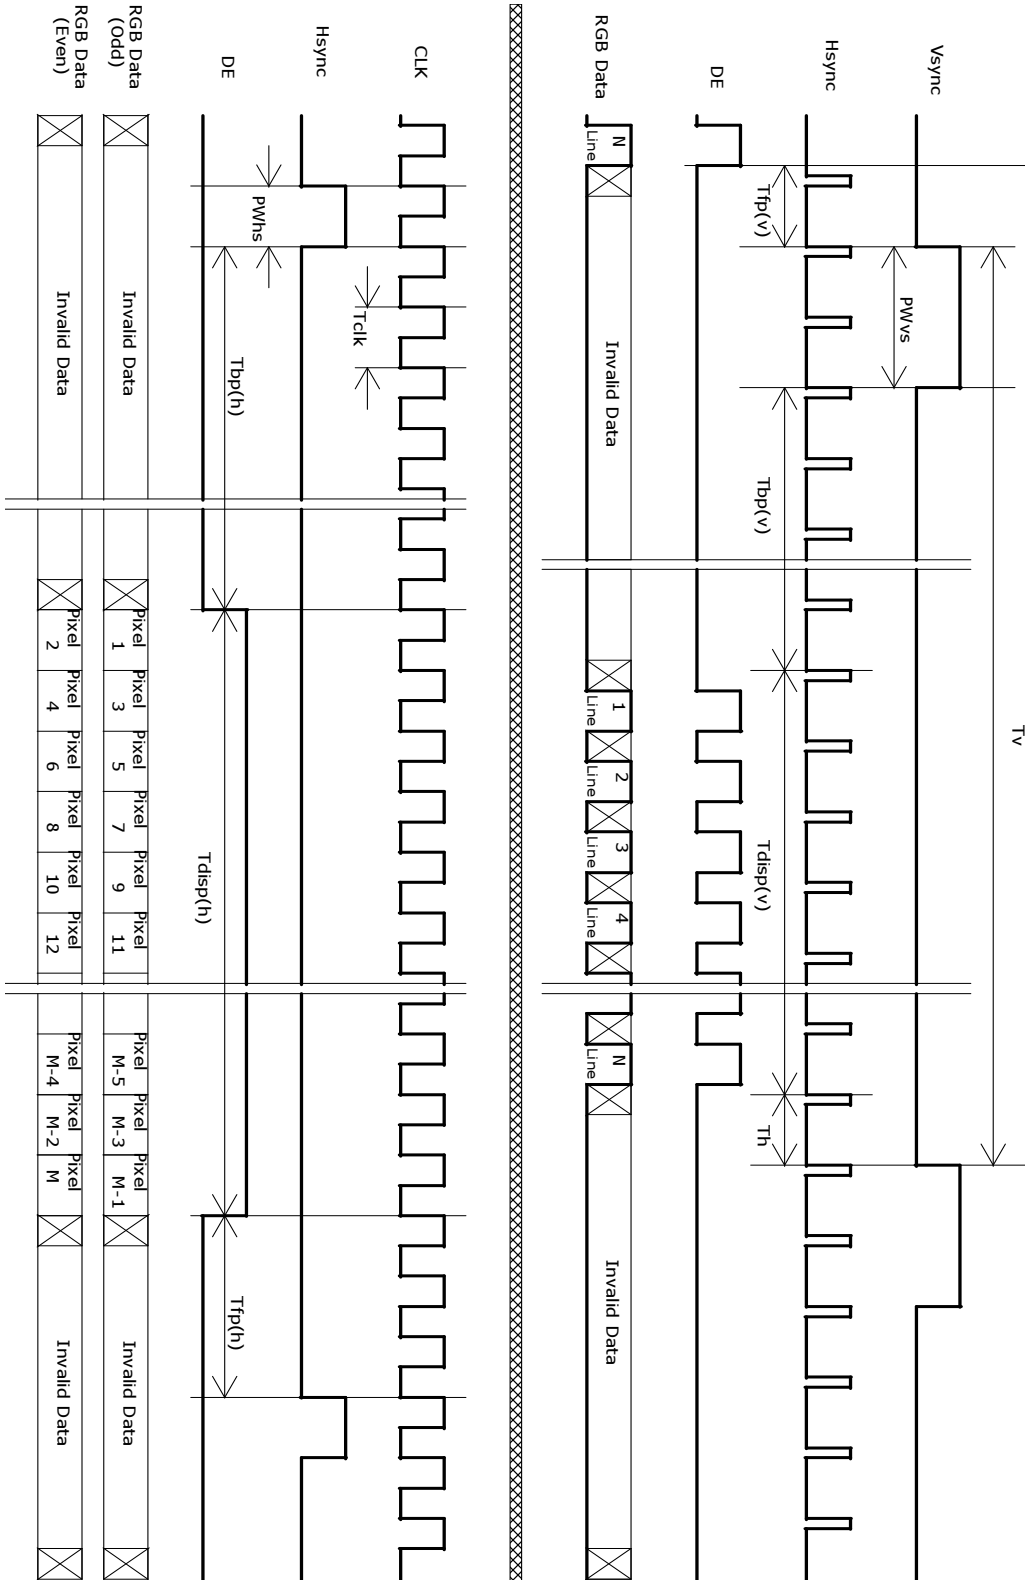 Tv
Vsync
PWvs
Hsync
Tfp(v)
Tbp(v)
Tdisp(v)
Th
DE
RGB Data
N
Line
Invalid Data
1
Line
2
Line
3
Line
4
Line
N
Line
Invalid Data
CLK
Tclk
Hsync
PWhs
DE
Tbp(h)
Tdisp(h)
Tfp(h)
RGB Data
(Odd)
Invalid Data
Pixel
1
Pixel
3
Pixel
5
Pixel
7
Pixel
9
Pixel
11
Pixel
M-5
Pixel
M-3
Pixel
M-1
Invalid Data
RGB Data
(Even)
Invalid Data
Pixel
2
Pixel
4
Pixel
6
Pixel
8
Pixel
10
Pixel
12
Pixel
M-4
Pixel
M-2
Pixel
M
Invalid Data